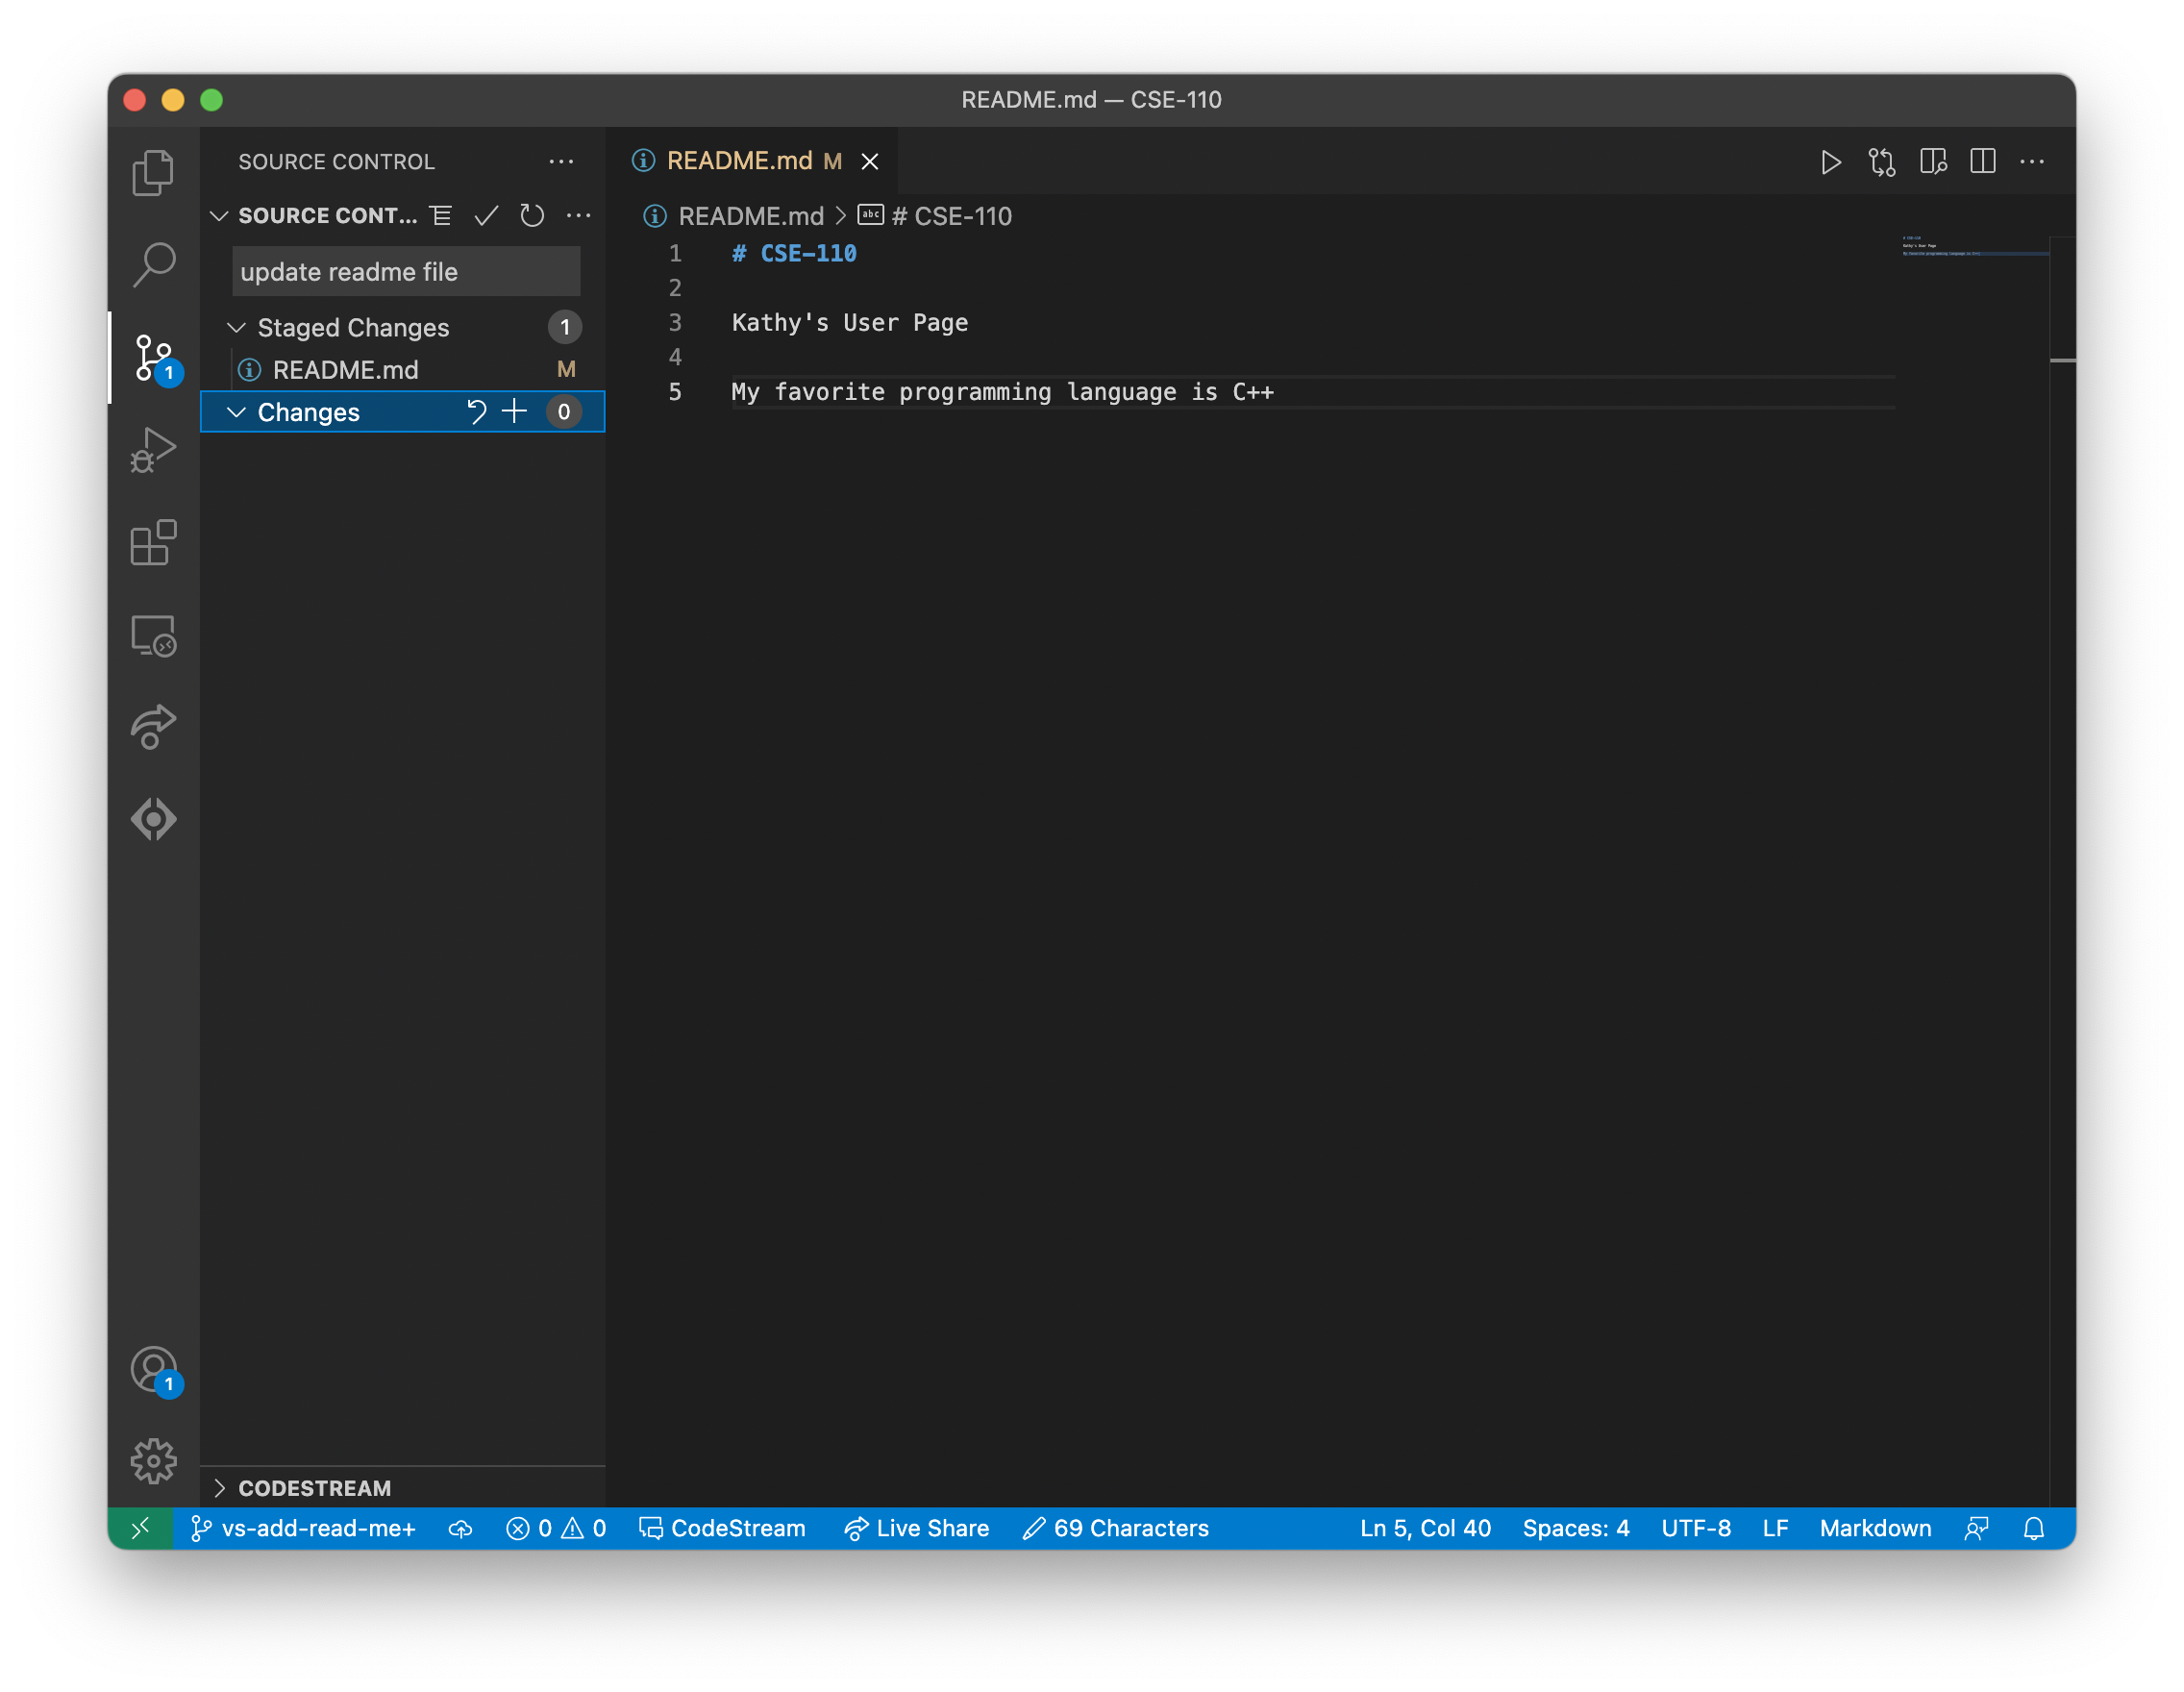 README.md — CSE-110
SOURCE CONTROL
SOURCE CONT...
update readme file
Staged Changes 1
README.md M
Changes 0
1
README.md M
README.md > # CSE-110
1 # CSE-110
2
3 Kathy's User Page
4
5 My favorite programming language is C++
1
CODESTREAM
vs-add-read-me+ 0 0 CodeStream Live Share 69 Characters Ln 5, Col 40 Spaces: 4 UTF-8 LF Markdown